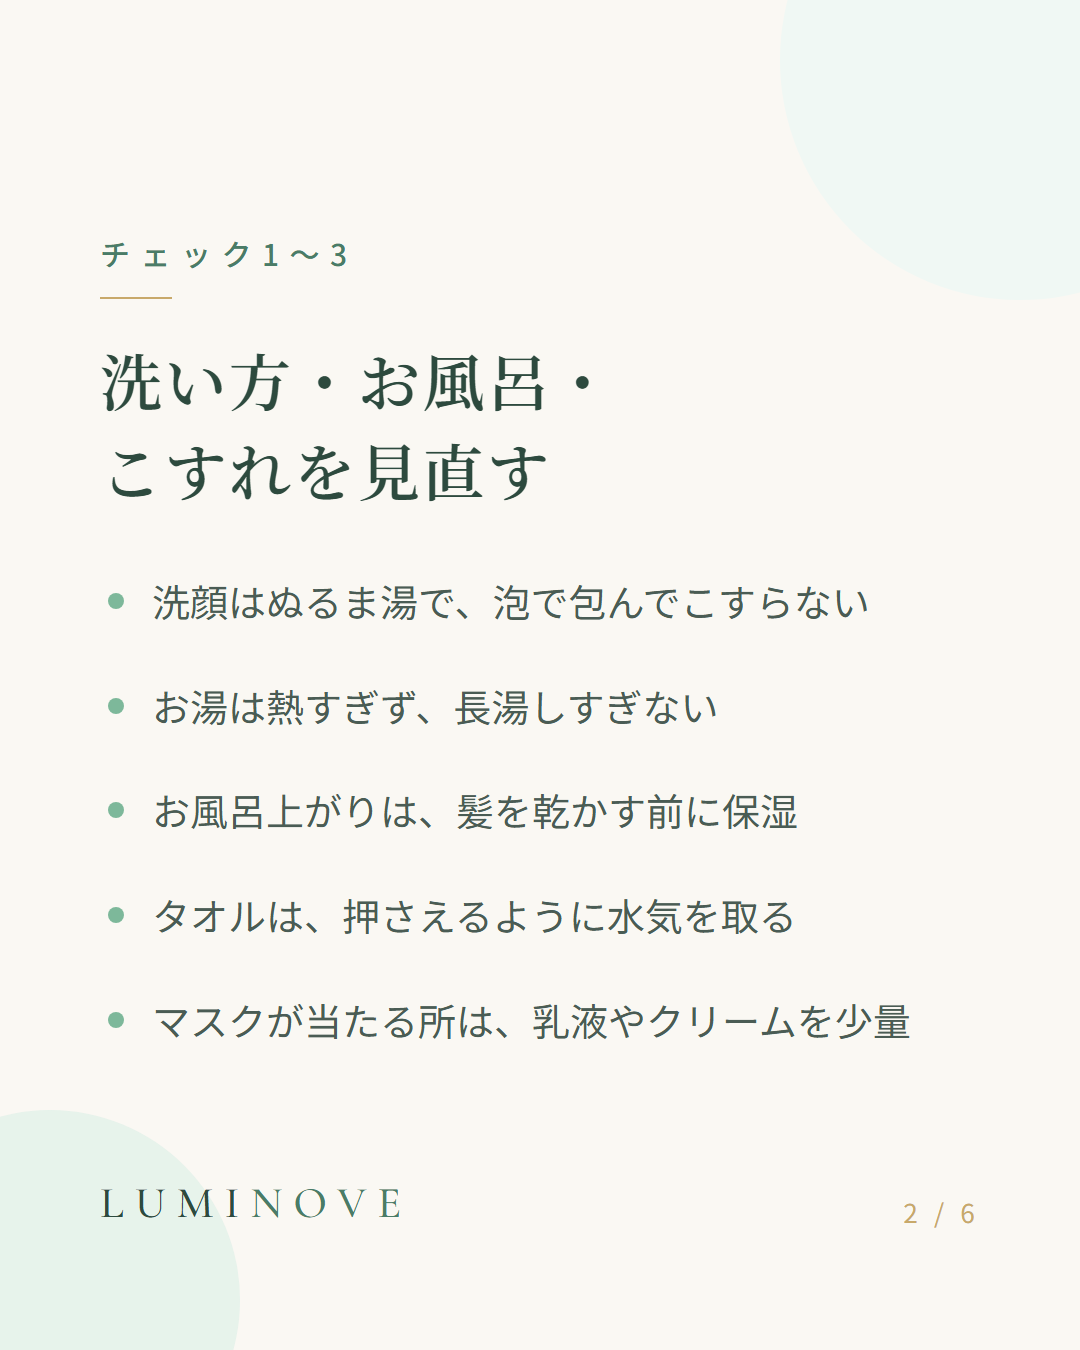 チェック1〜3
洗い方・お風呂・
こすれを見直す
洗顔はぬるま湯で、泡で包んでこすらない
お湯は熱すぎず、長湯しすぎない
お風呂上がりは、髪を乾かす前に保湿
タオルは、押さえるように水気を取る
マスクが当たる所は、乳液やクリームを少量
LUMINOVE
2 / 6